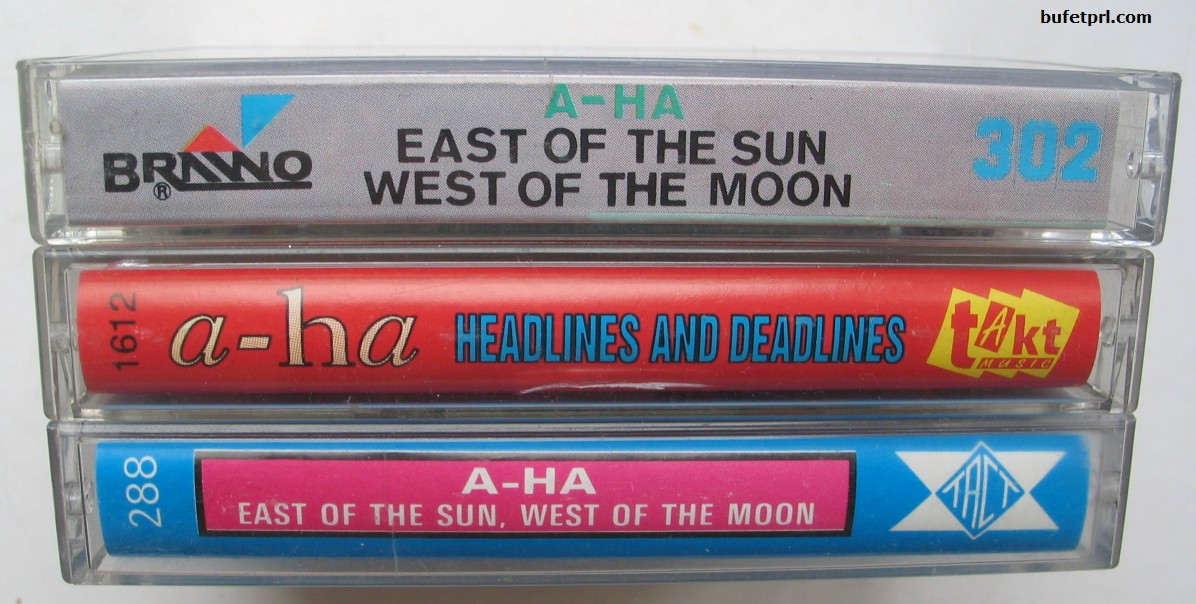 bufetprl.com
A-HA
EAST OF THE SUN
WEST OF THE MOON
BRAWO
®
302
1612
a-ha
HEADLINES AND DEADLINES
takt
MUSIC
288
A-HA
EAST OF THE SUN, WEST OF THE MOON
TACT